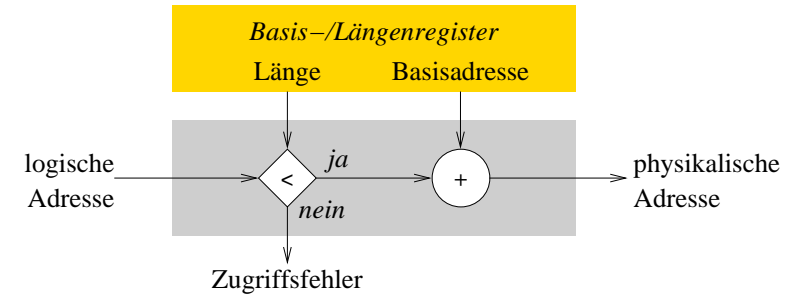 Basis–/Längenregister
Länge
Basisadresse
logische
Adresse
<
ja
nein
+
physikalische
Adresse
Zugriffsfehler